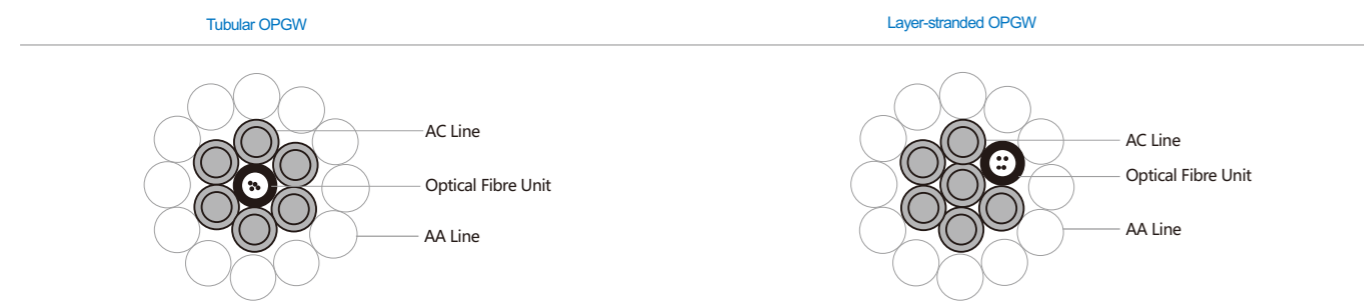 Tubular OPGW
Layer-stranded OPGW
AC Line
Optical Fibre Unit
AA Line
AC Line
Optical Fibre Unit
AA Line